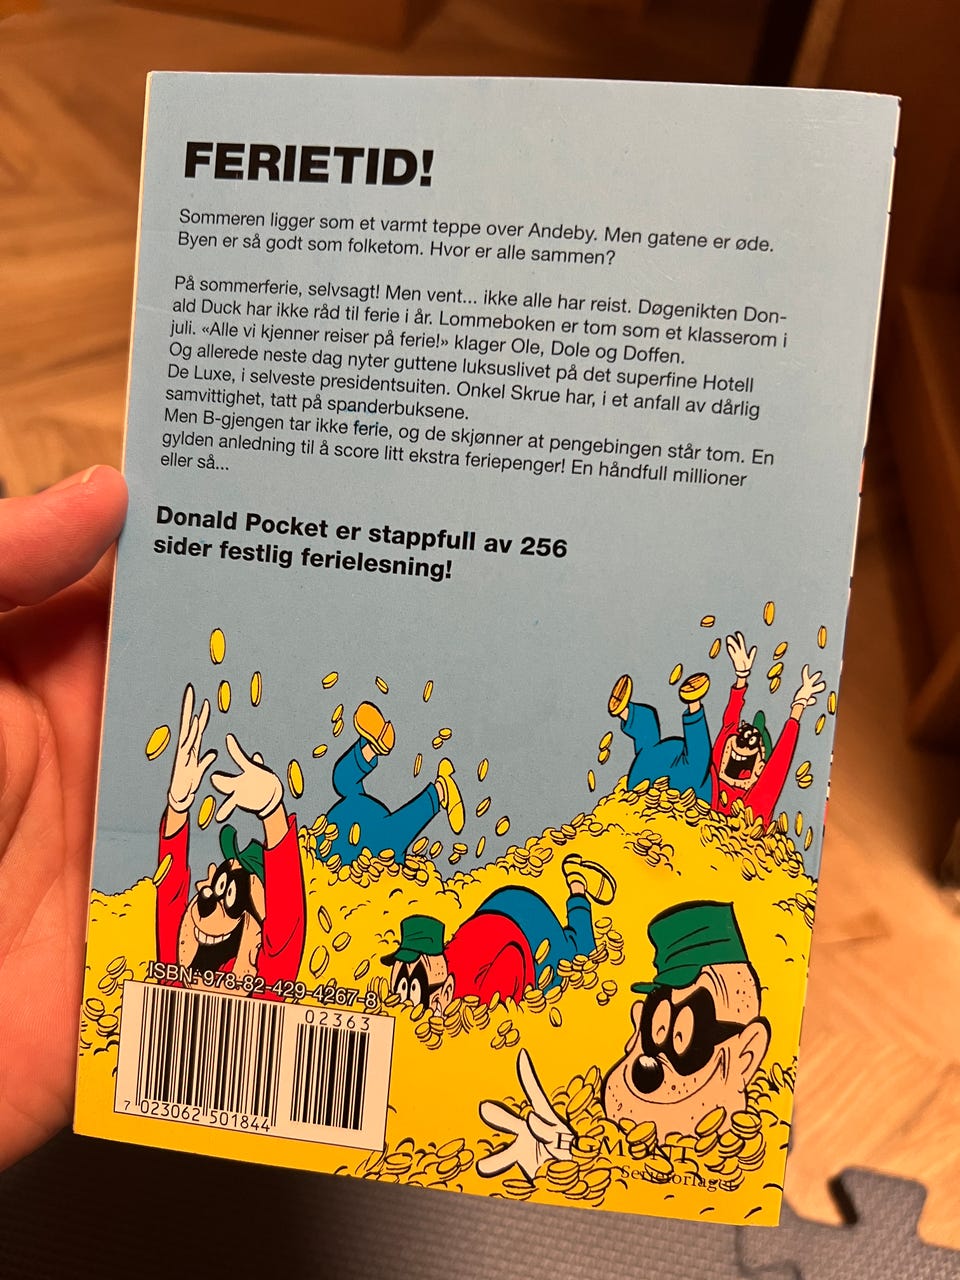 FERIETID!
Sommeren ligger som et varmt teppe over Andeby. Men gatene er øde.
Byen er så godt som folketom. Hvor er alle sammen?
På sommerferie, selvsagt! Men vent... ikke alle har reist. Døgenikten Don-
ald Duck har ikke råd til ferie i år. Lommeboken er tom som et klasserom i
juli. «Alle vi kjenner reiser på ferie!» klager Ole, Dole og Doffen.
Og allerede neste dag nyter guttene luksuslivet på det superfine Hotell
De Luxe, i selveste presidentsuiten. Onkel Skrue har, i et anfall av dårlig
samvittighet, tatt på spanderbuksene.
Men B-gjengen tar ikke ferie, og de skjønner at pengebingen står tom. En
gylden anledning til å score litt ekstra feriepenger! En håndfull millioner
eller så...
Donald Pocket er stappfull av 256
sider festlig ferielesning!
ISBN: 978-82-429-4267-8
02363
7 023062 501844
EGMONT
Serieforlaget